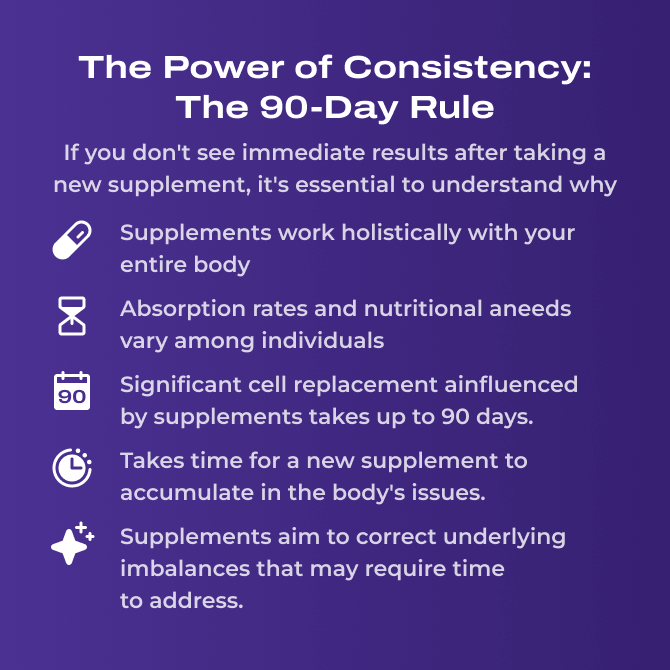 The Power of Consistency:
The 90-Day Rule
If you don't see immediate results after taking a
new supplement, it's essential to understand why
Supplements work holistically with your
entire body
Absorption rates and nutritional aneeds
vary among individuals
90
Significant cell replacement ainfluenced
by supplements takes up to 90 days.
Takes time for a new supplement to
accumulate in the body's issues.
Supplements aim to correct underlying
imbalances that may require time
to address.